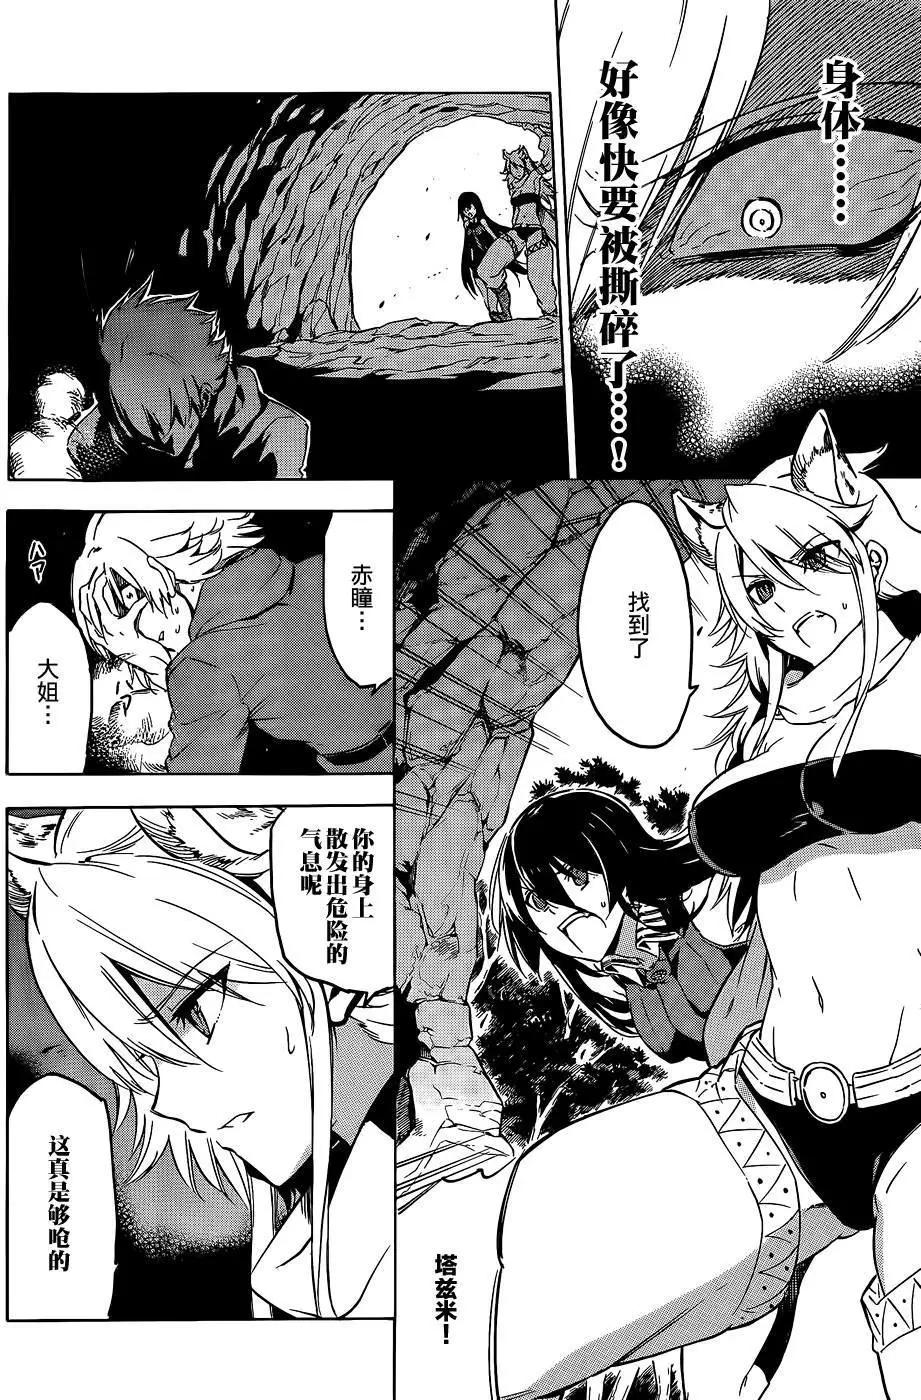 身体……
好像快要被撕碎了…！
找到了
塔兹米！
赤瞳…
大姐…
ハァ
你的身上
散发出危险的
气息呢
这真是够呛的